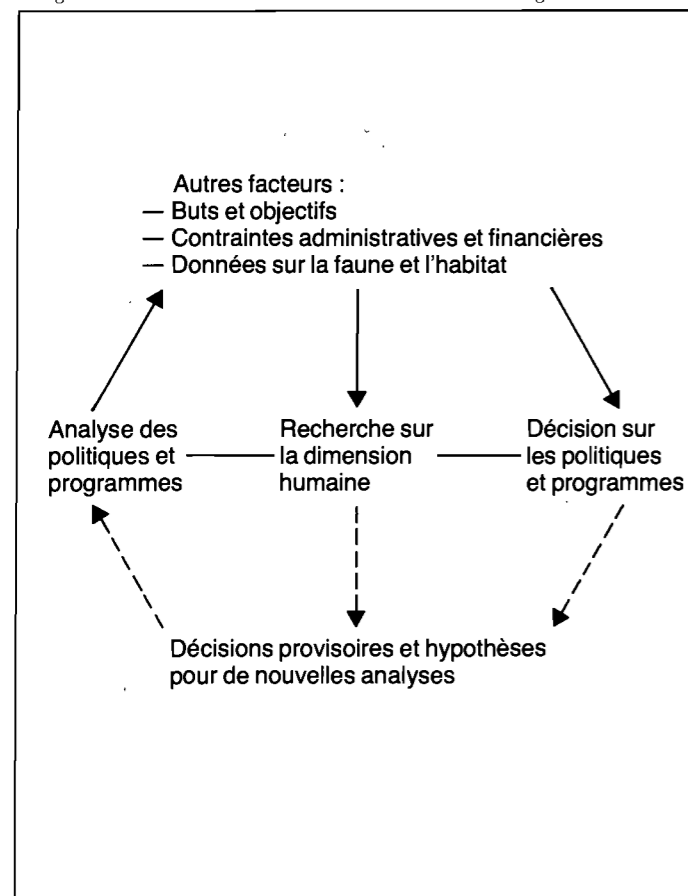 Autres facteurs :
— Buts et objectifs
— Contraintes administratives et financières
— Données sur la faune et l'habitat
Analyse des
politiques et
programmes
Recherche sur
la dimension
humaine
Décision sur
les politiques
et programmes
Décisions provisoires et hypothèses
pour de nouvelles analyses